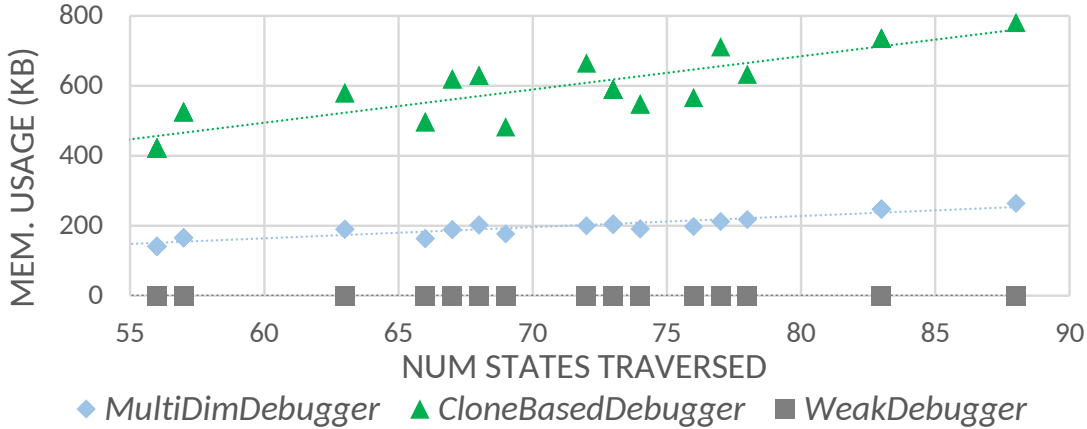 800
600
400
200
0
MEM. USAGE (KB)
55 60 65 70 75 80 85 90
NUM STATES TRAVERSED
MultiDimDebugger CloneBasedDebugger WeakDebugger